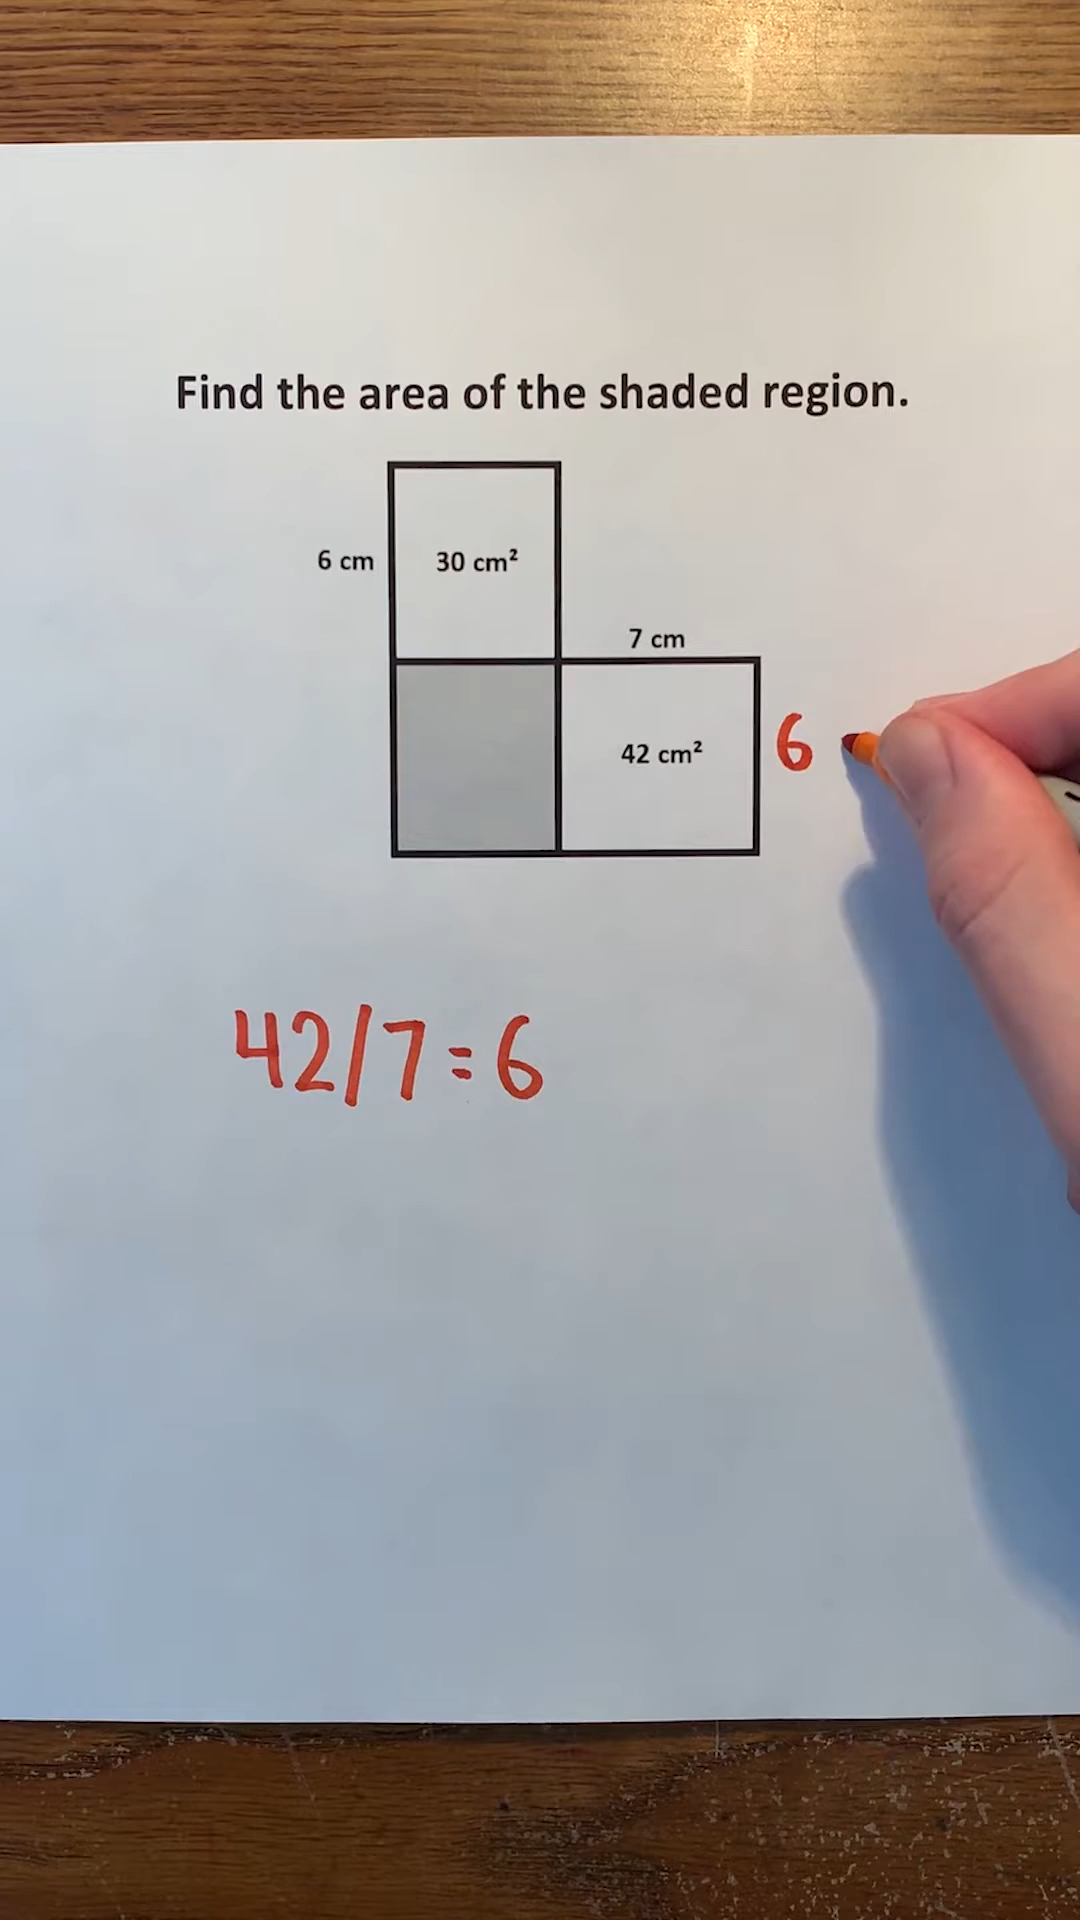 Find the area of the shaded region.
6 cm
30 cm²
7 cm
42 cm²
6
42/7=6